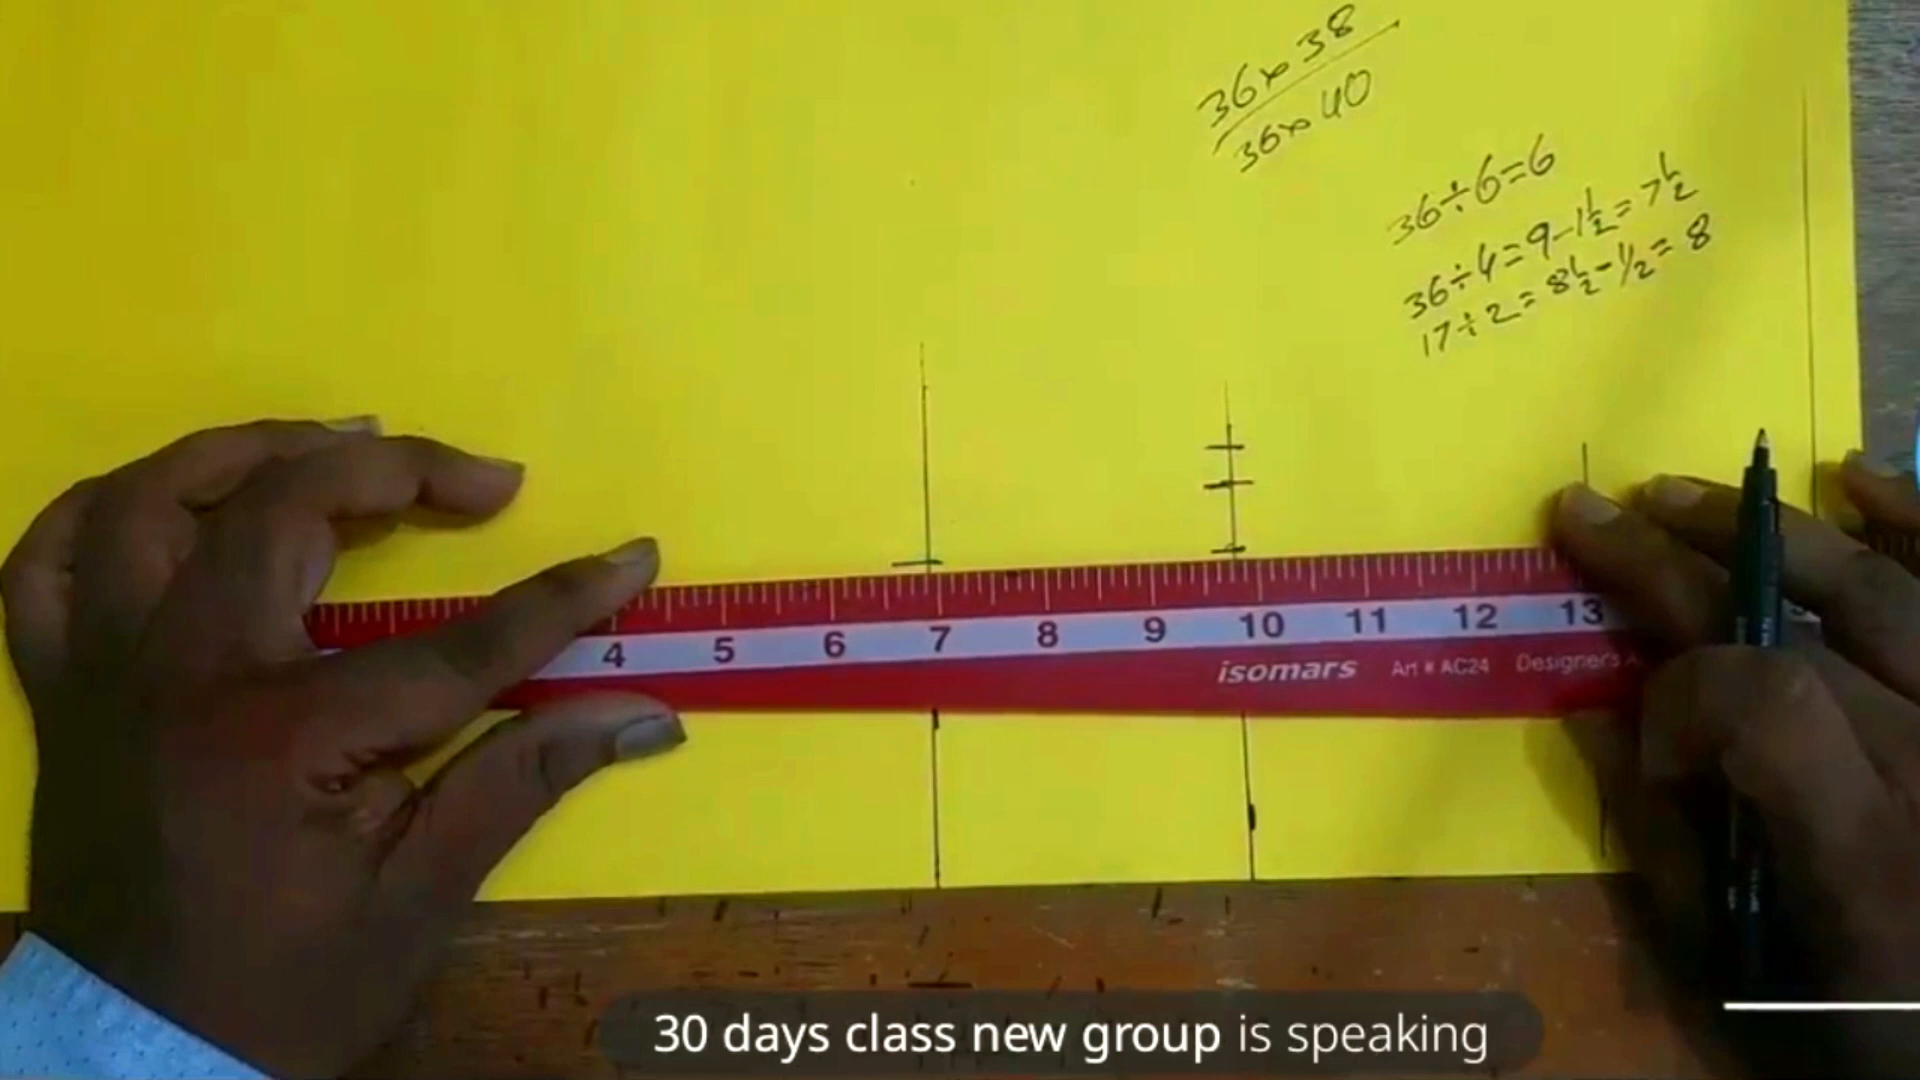 36×38
36×40
36÷6=6
36÷4=9-1½=7½
17÷2=8½-½=8
4 5 6 7 8 9 10 11 12 13
isomars Art # AC24 Designer's
30 days class new group is speaking